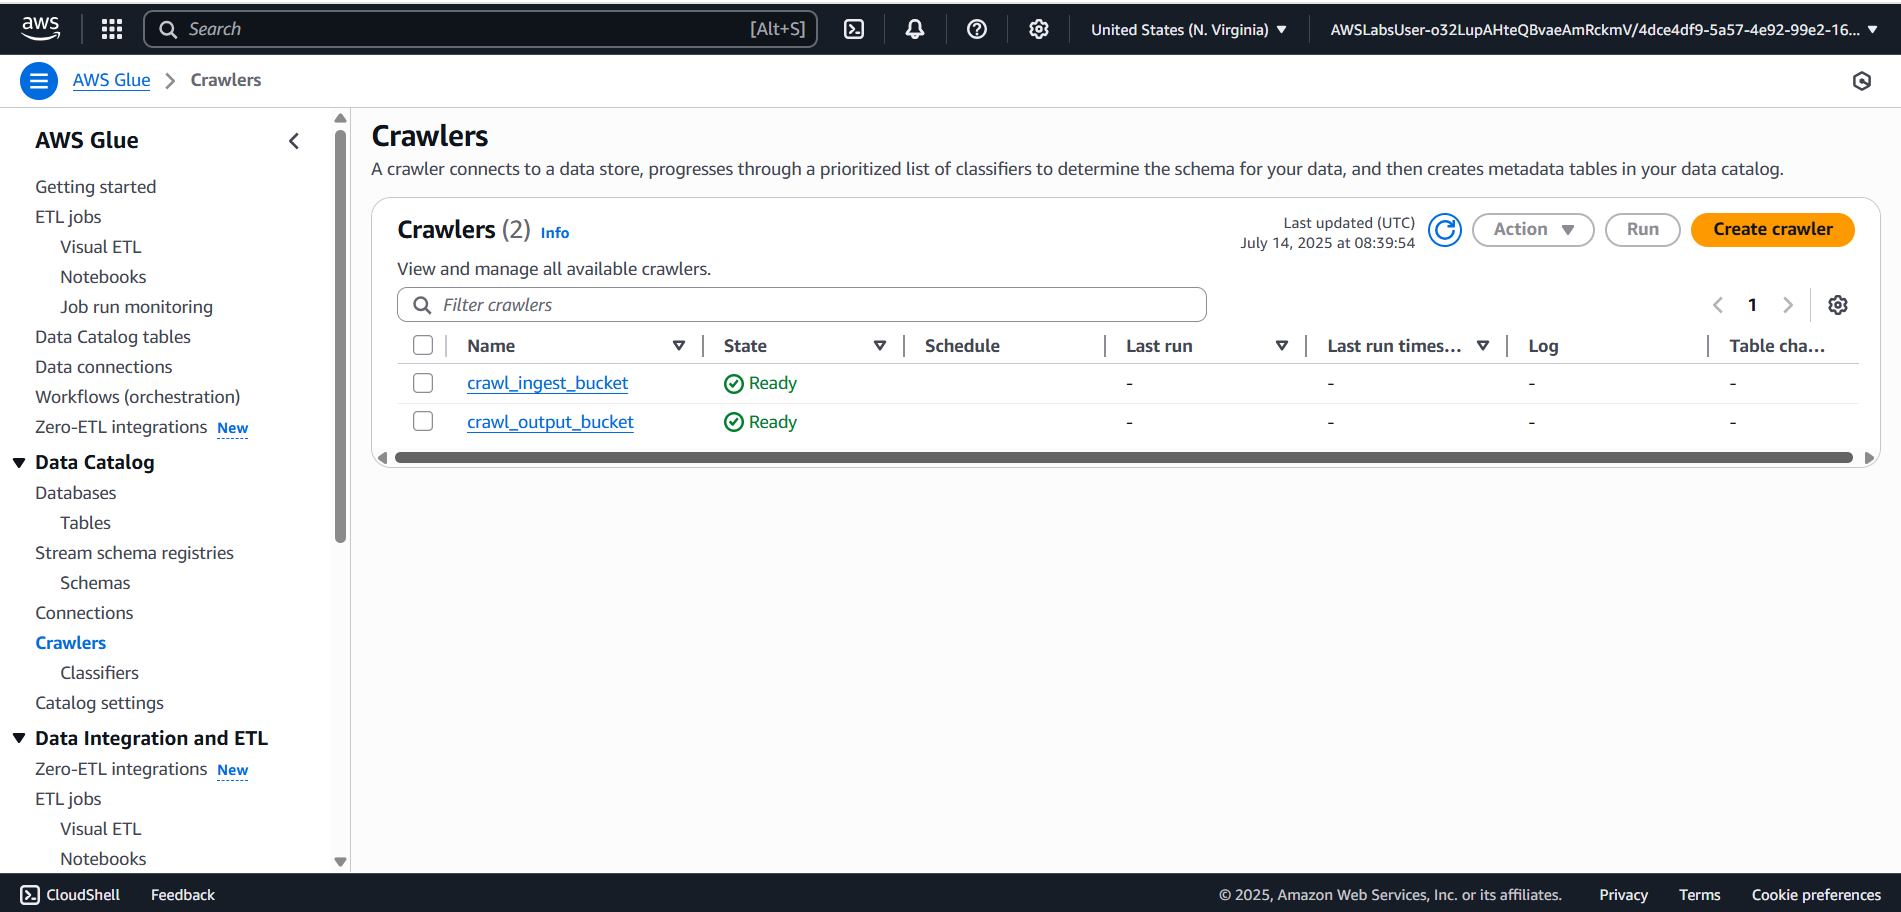 aws
Search [Alt+S]
United States (N. Virginia)
AWSLabsUser-o32LupAHteQBvaeAmRckmV/4dce4df9-5a57-4e92-99e2-16...
AWS Glue
Crawlers
AWS Glue
Getting started
ETL jobs
Visual ETL
Notebooks
Job run monitoring
Data Catalog tables
Data connections
Workflows (orchestration)
Zero-ETL integrations New
Data Catalog
Databases
Tables
Stream schema registries
Schemas
Connections
Crawlers
Classifiers
Catalog settings
Data Integration and ETL
Zero-ETL integrations New
ETL jobs
Visual ETL
Notebooks
Crawlers
A crawler connects to a data store, progresses through a prioritized list of classifiers to determine the schema for your data, and then creates metadata tables in your data catalog.
Crawlers (2) Info
Last updated (UTC)
July 14, 2025 at 08:39:54
Action
Run
Create crawler
View and manage all available crawlers.
Filter crawlers
1
Name State Schedule Last run Last run times... Log Table cha...
crawl_ingest_bucket Ready - - - -
crawl_output_bucket Ready - - - -
CloudShell Feedback © 2025, Amazon Web Services, Inc. or its affiliates. Privacy Terms Cookie preferences